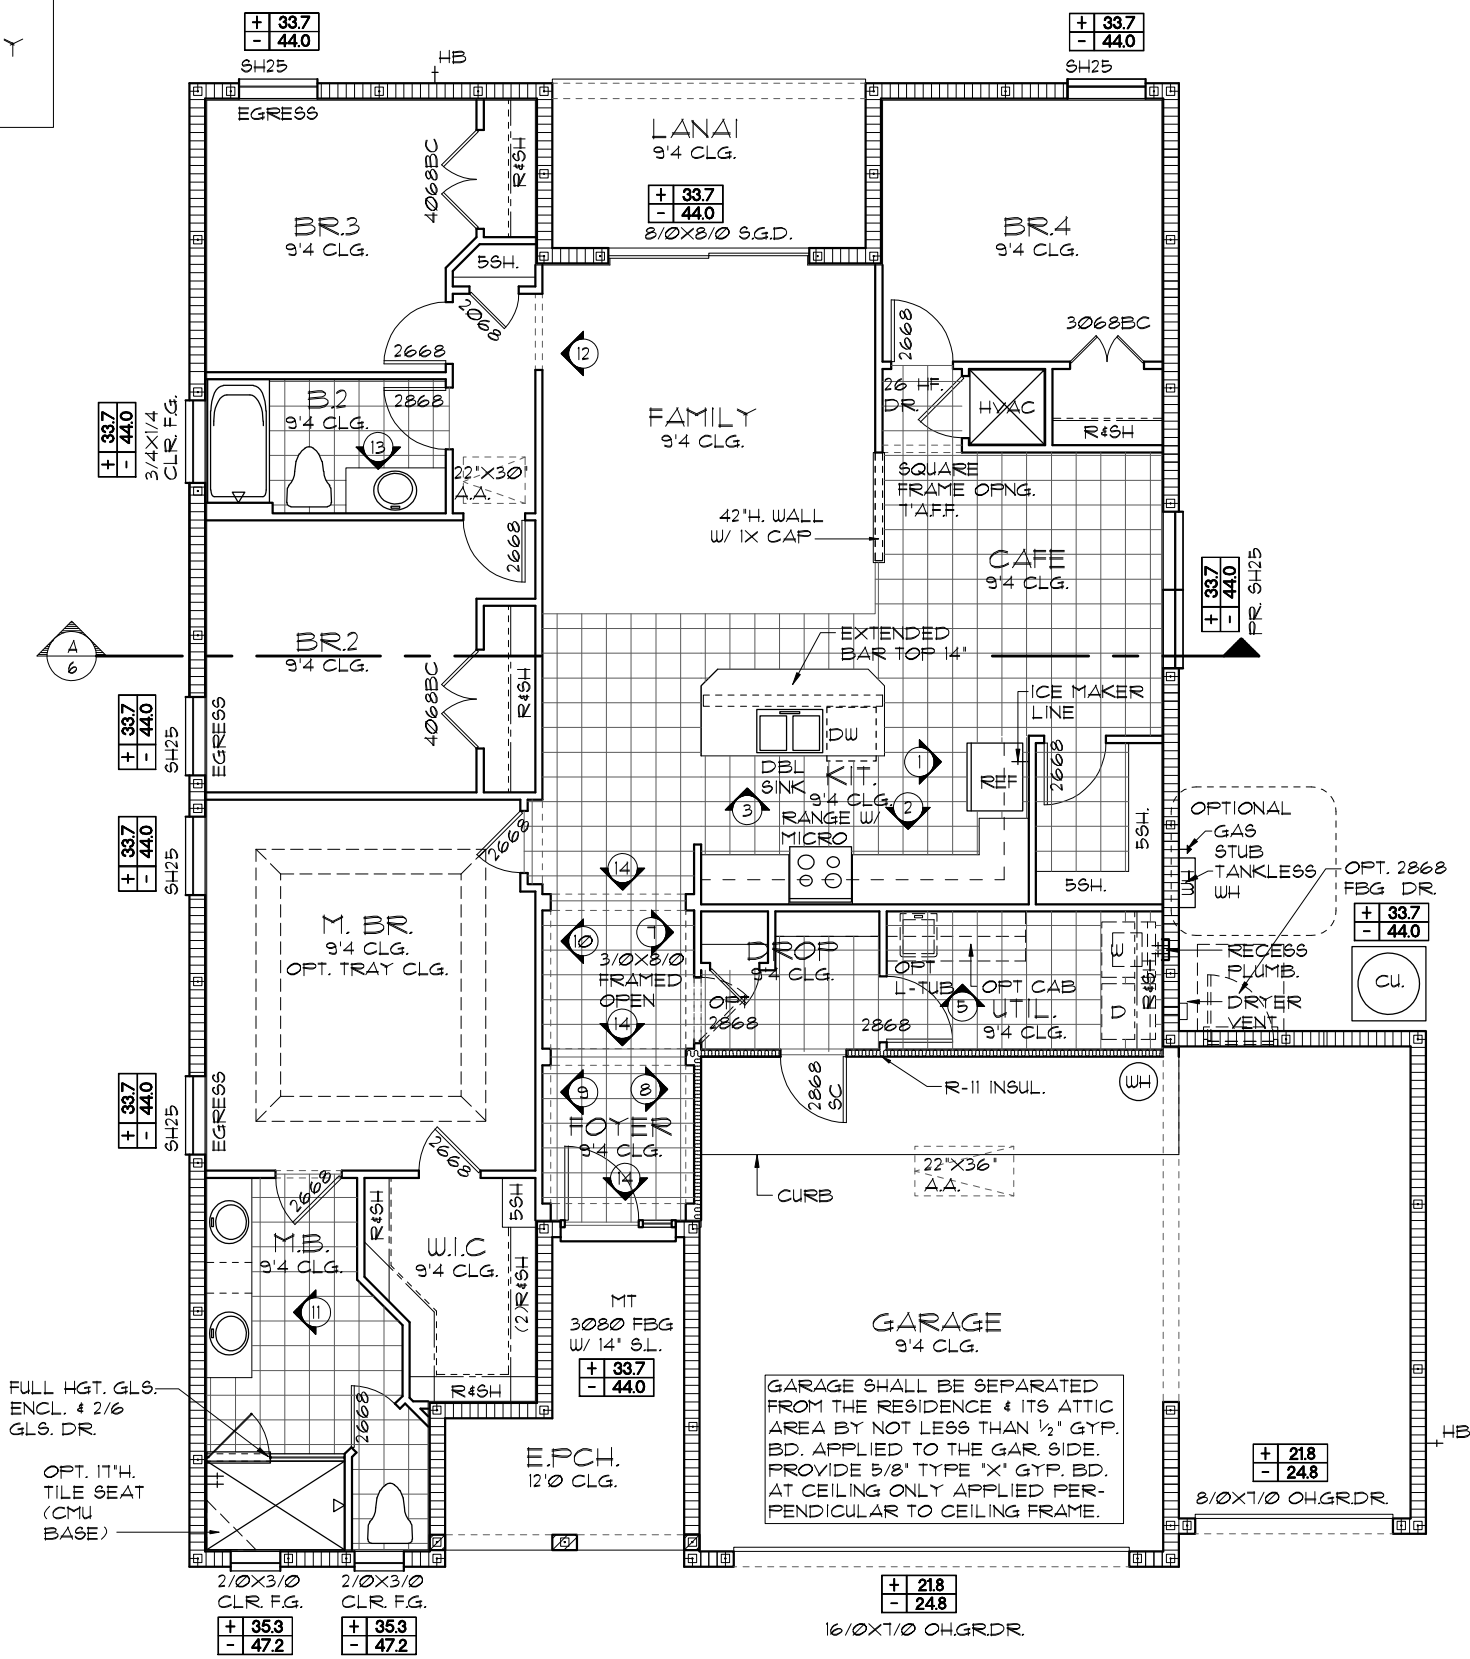 Y
+ 33.7
- 44.0
SH25
HB
EGRESS
+ 33.7
- 44.0
SH25
LANAI
9'4 CLG.
+ 33.7
- 44.0
8/0X8/0 S.G.D.
4068BC
R&SH
BR.3
9'4 CLG.
5SH.
2068
2668
BR.4
9'4 CLG.
3068BC
2668
26 HF.
DR.
HVAC
R&SH
12
FAMILY
9'4 CLG.
B.2
9'4 CLG.
2868
13
22"X30"
A.A.
+ 33.7
- 44.0
3/4X1/4
CLR. F.G.
SQUARE
FRAME OPNG.
42"H. WALL
W/ 1X CAP
CAFE
9'4 CLG.
+ 33.7
- 44.0
PR. SH25
2668
A
6
BR.2
9'4 CLG.
4068BC
R&SH
EXTENDED
BAR TOP 14"
ICE MAKER
LINE
+ 33.7
- 44.0
SH25
EGRESS
DW
DBL
SINK
KIT.
9'4 CLG.
1
2
3
REF
2668
5SH.
5SH.
RANGE W/
MICRO
+ 33.7
- 44.0
SH25
2668
OPTIONAL
GAS
STUB
TANKLESS
WH
OPT. 2868
FBG DR.
+ 33.7
- 44.0
CU.
M. BR.
9'4 CLG.
OPT. TRAY CLG.
14
10
7
3/0X8/0
FRAMED
OPEN
14
DROP
9'4 CLG.
OPT
2868
OPT
L-TUB
OPT CAB
UTIL.
9'4 CLG.
5
2868
W
D
R&SH
RECESS
PLUMB.
DRYER
VENT
R-11 INSUL.
WH
2868
SC
+ 33.7
- 44.0
SH25
EGRESS
9
8
FOYER
9'4 CLG.
14
22"X36"
A.A.
CURB
2668
2668
M.B.
9'4 CLG.
11
R&SH
W.I.C
9'4 CLG.
5SH
(2)R&SH
R&SH
MT
3080 FBG
W/ 14" S.L.
+ 33.7
- 44.0
GARAGE
9'4 CLG.
GARAGE SHALL BE SEPARATED
FROM THE RESIDENCE & ITS ATTIC
AREA BY NOT LESS THAN ½" GYP.
BD. APPLIED TO THE GAR. SIDE.
PROVIDE 5/8" TYPE "X" GYP. BD.
AT CEILING ONLY APPLIED PER-
PENDICULAR TO CEILING FRAME.
FULL HGT. GLS.
ENCL. & 2/6
GLS. DR.
2668
OPT. 17"H.
TILE SEAT
(CMU
BASE)
E.PCH.
12'0 CLG.
HB
+ 21.8
- 24.8
8/0X7/0 OH.GR.DR.
2/0X3/0
CLR. F.G.
+ 35.3
- 47.2
2/0X3/0
CLR. F.G.
+ 35.3
- 47.2
+ 21.8
- 24.8
16/0X7/0 OH.GR.DR.